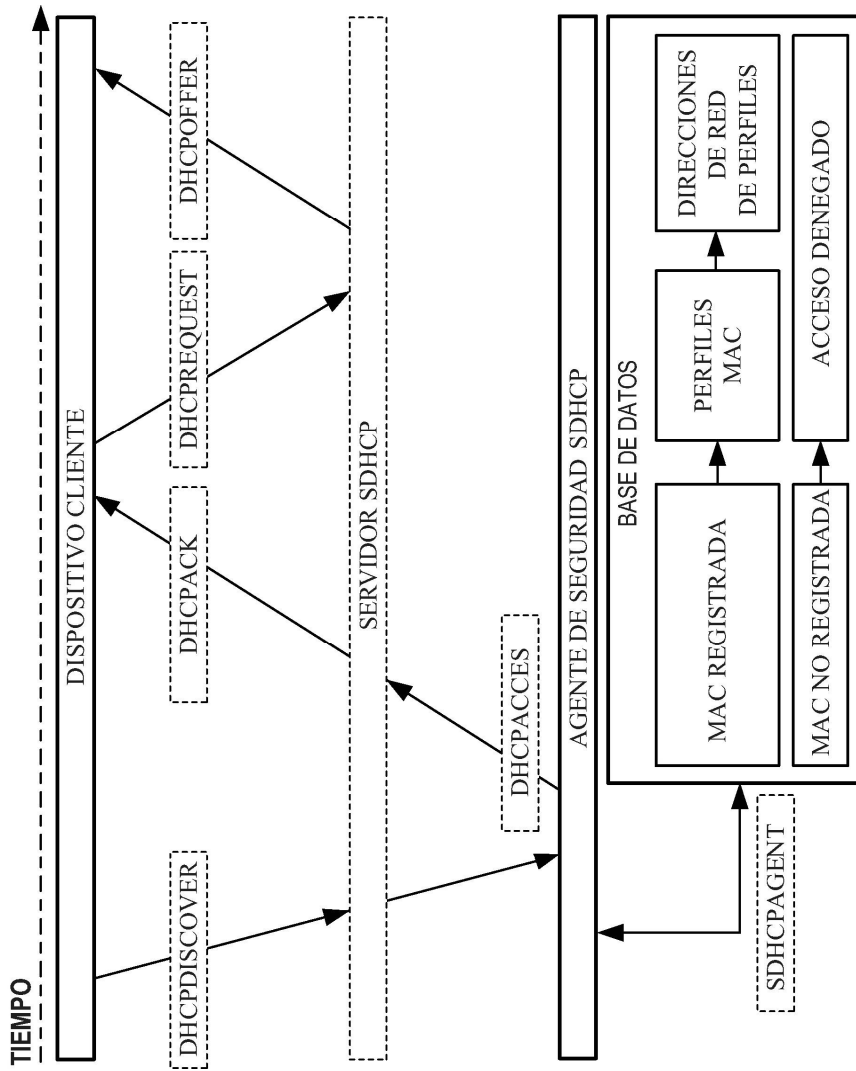 TIEMPO
DISPOSITIVO CLIENTE
DHCPDISCOVER
DHCPACK
DHCPREQUEST
DHCPOFFER
SERVIDOR SDHCP
DHCPACCES
AGENTE DE SEGURIDAD SDHCP
SDHCPAGENT
BASE DE DATOS
MAC REGISTRADA
PERFILES
MAC
DIRECCIONES
DE RED
DE PERFILES
MAC NO REGISTRADA
ACCESO DENEGADO